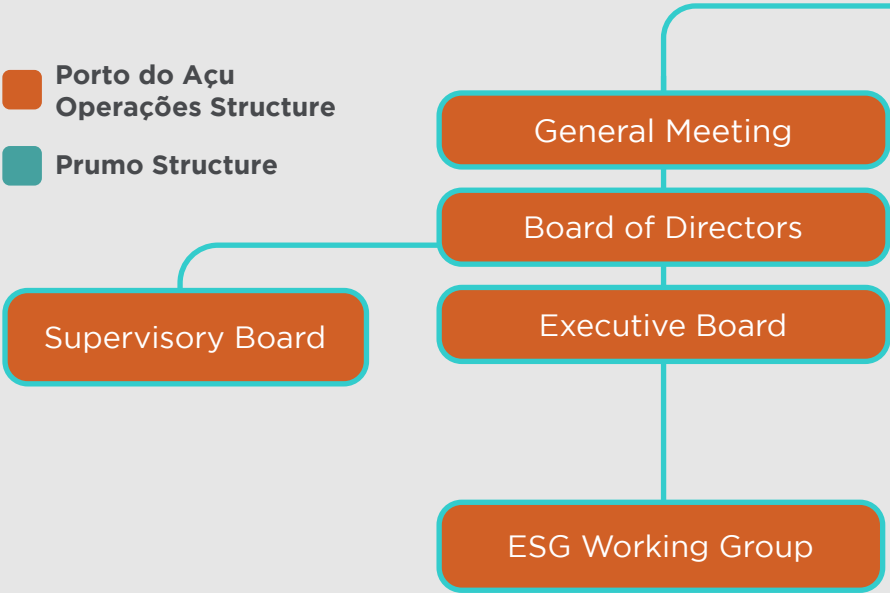 Porto do Açu
Operações Structure
Prumo Structure
General Meeting
Board of Directors
Supervisory Board
Executive Board
ESG Working Group